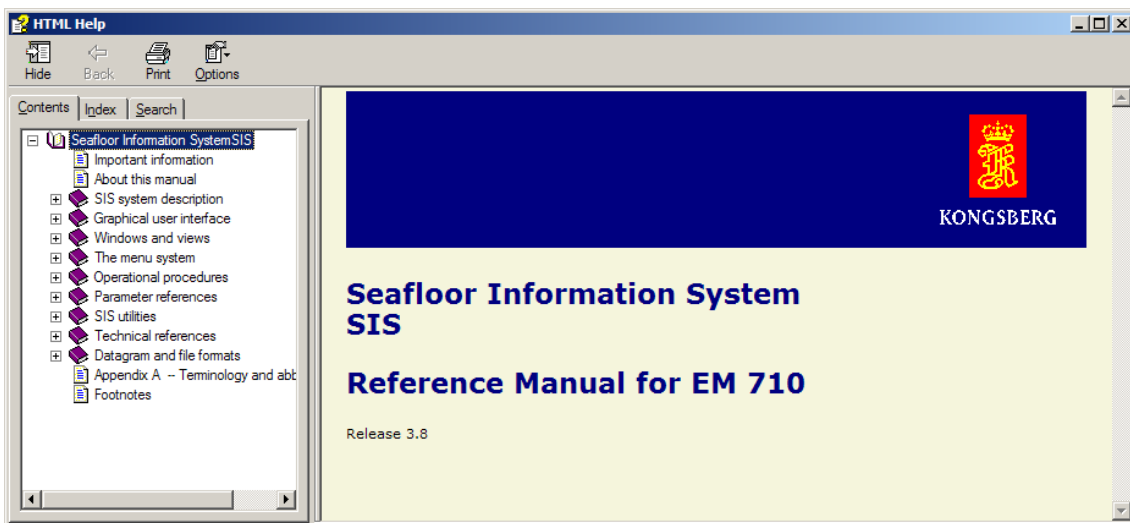 HTML Help
Hide Back Print Options
Contents Index Search
Seafloor Information SystemSIS
Important information
About this manual
SIS system description
Graphical user interface
Windows and views
The menu system
Operational procedures
Parameter references
SIS utilities
Technical references
Datagram and file formats
Appendix A -- Terminology and abb
Footnotes
KONGSBERG
Seafloor Information System
SIS
Reference Manual for EM 710
Release 3.8